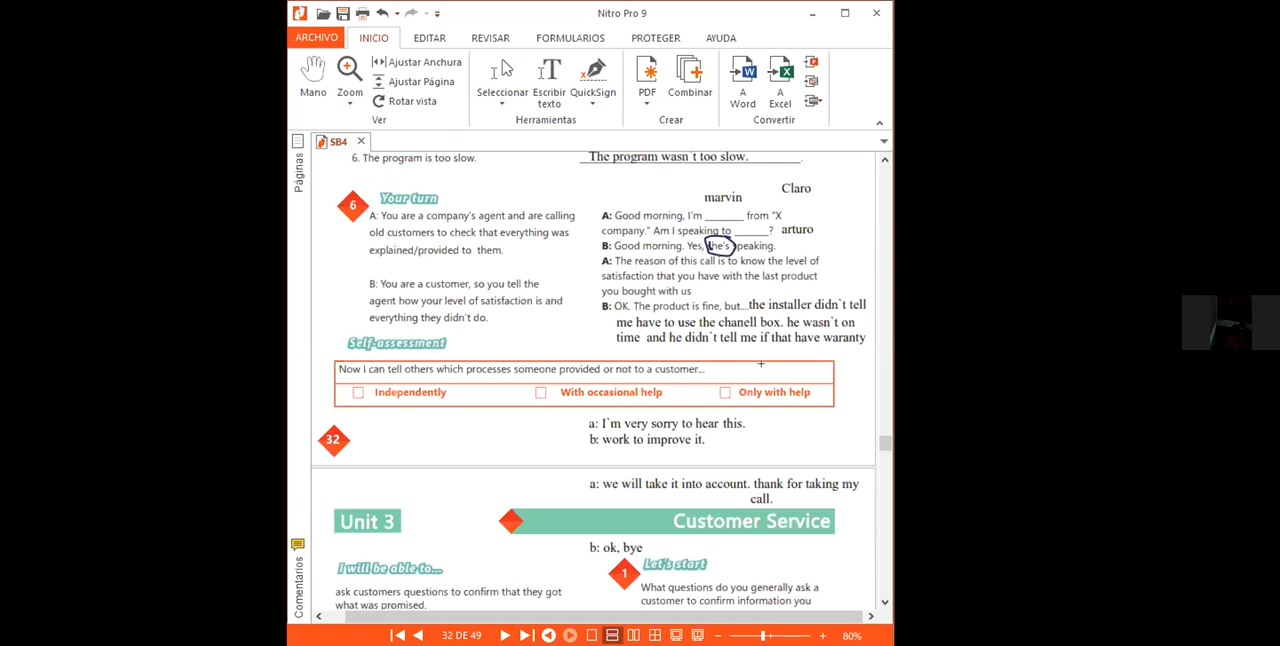 Nitro Pro 9
ARCHIVO INICIO EDITAR REVISAR FORMULARIOS PROTEGER AYUDA
Mano
Zoom
Ajustar Anchura
Ajustar Página
Rotar vista
Ver
Seleccionar
Escribir texto
QuickSign
Herramientas
PDF
Combinar
Crear
A Word
A Excel
Convertir
SB4
Páginas
6. The program is too slow. The program wasn`t too slow.
6 Your turn
A: You are a company's agent and are calling
old customers to check that everything was
explained/provided to them.
B: You are a customer, so you tell the
agent how your level of satisfaction is and
everything they didn't do.
marvin Claro
A: Good morning, I'm _______ from "X
company." Am I speaking to ______? arturo
B: Good morning. Yes, he's speaking.
A: The reason of this call is to know the level of
satisfaction that you have with the last product
you bought with us
B: OK. The product is fine, but...the installer didn`t tell
me have to use the chanell box. he wasn`t on
time and he didn`t tell me if that have waranty
Self-assessment
Now I can tell others which processes someone provided or not to a customer...
Independently With occasional help Only with help
a: I`m very sorry to hear this.
b: work to improve it.
32
a: we will take it into account. thank for taking my
call.
Unit 3 Customer Service
b: ok, bye
I will be able to...
ask customers questions to confirm that they got
what was promised.
1 Let's start
What questions do you generally ask a
customer to confirm information you
Comentarios
32 DE 49
80%